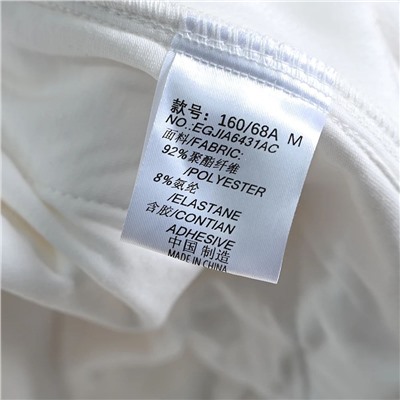 款号: 160/68A M
NO.:EGJIA6431AC
面料/FABRIC:
92%聚酯纤维
/POLYESTER
8%氨纶
/ELASTANE
含胶/CONTIAN
ADHESIVE
中国制造
MADE IN CHINA